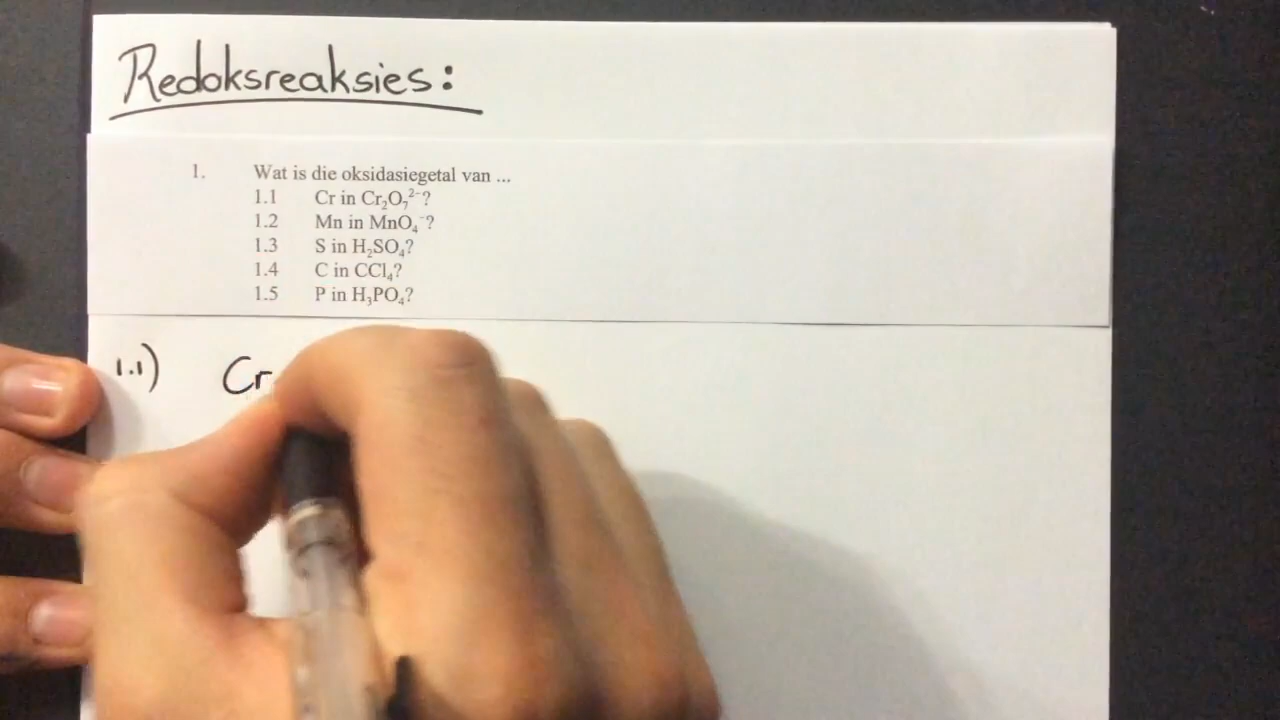 Redoksreaksies:
1. Wat is die oksidasiegetal van ...
1.1 Cr in Cr₂O₇²⁻?
1.2 Mn in MnO₄⁻?
1.3 S in H₂SO₄?
1.4 C in CCl₄?
1.5 P in H₃PO₄?
1.1) Cr